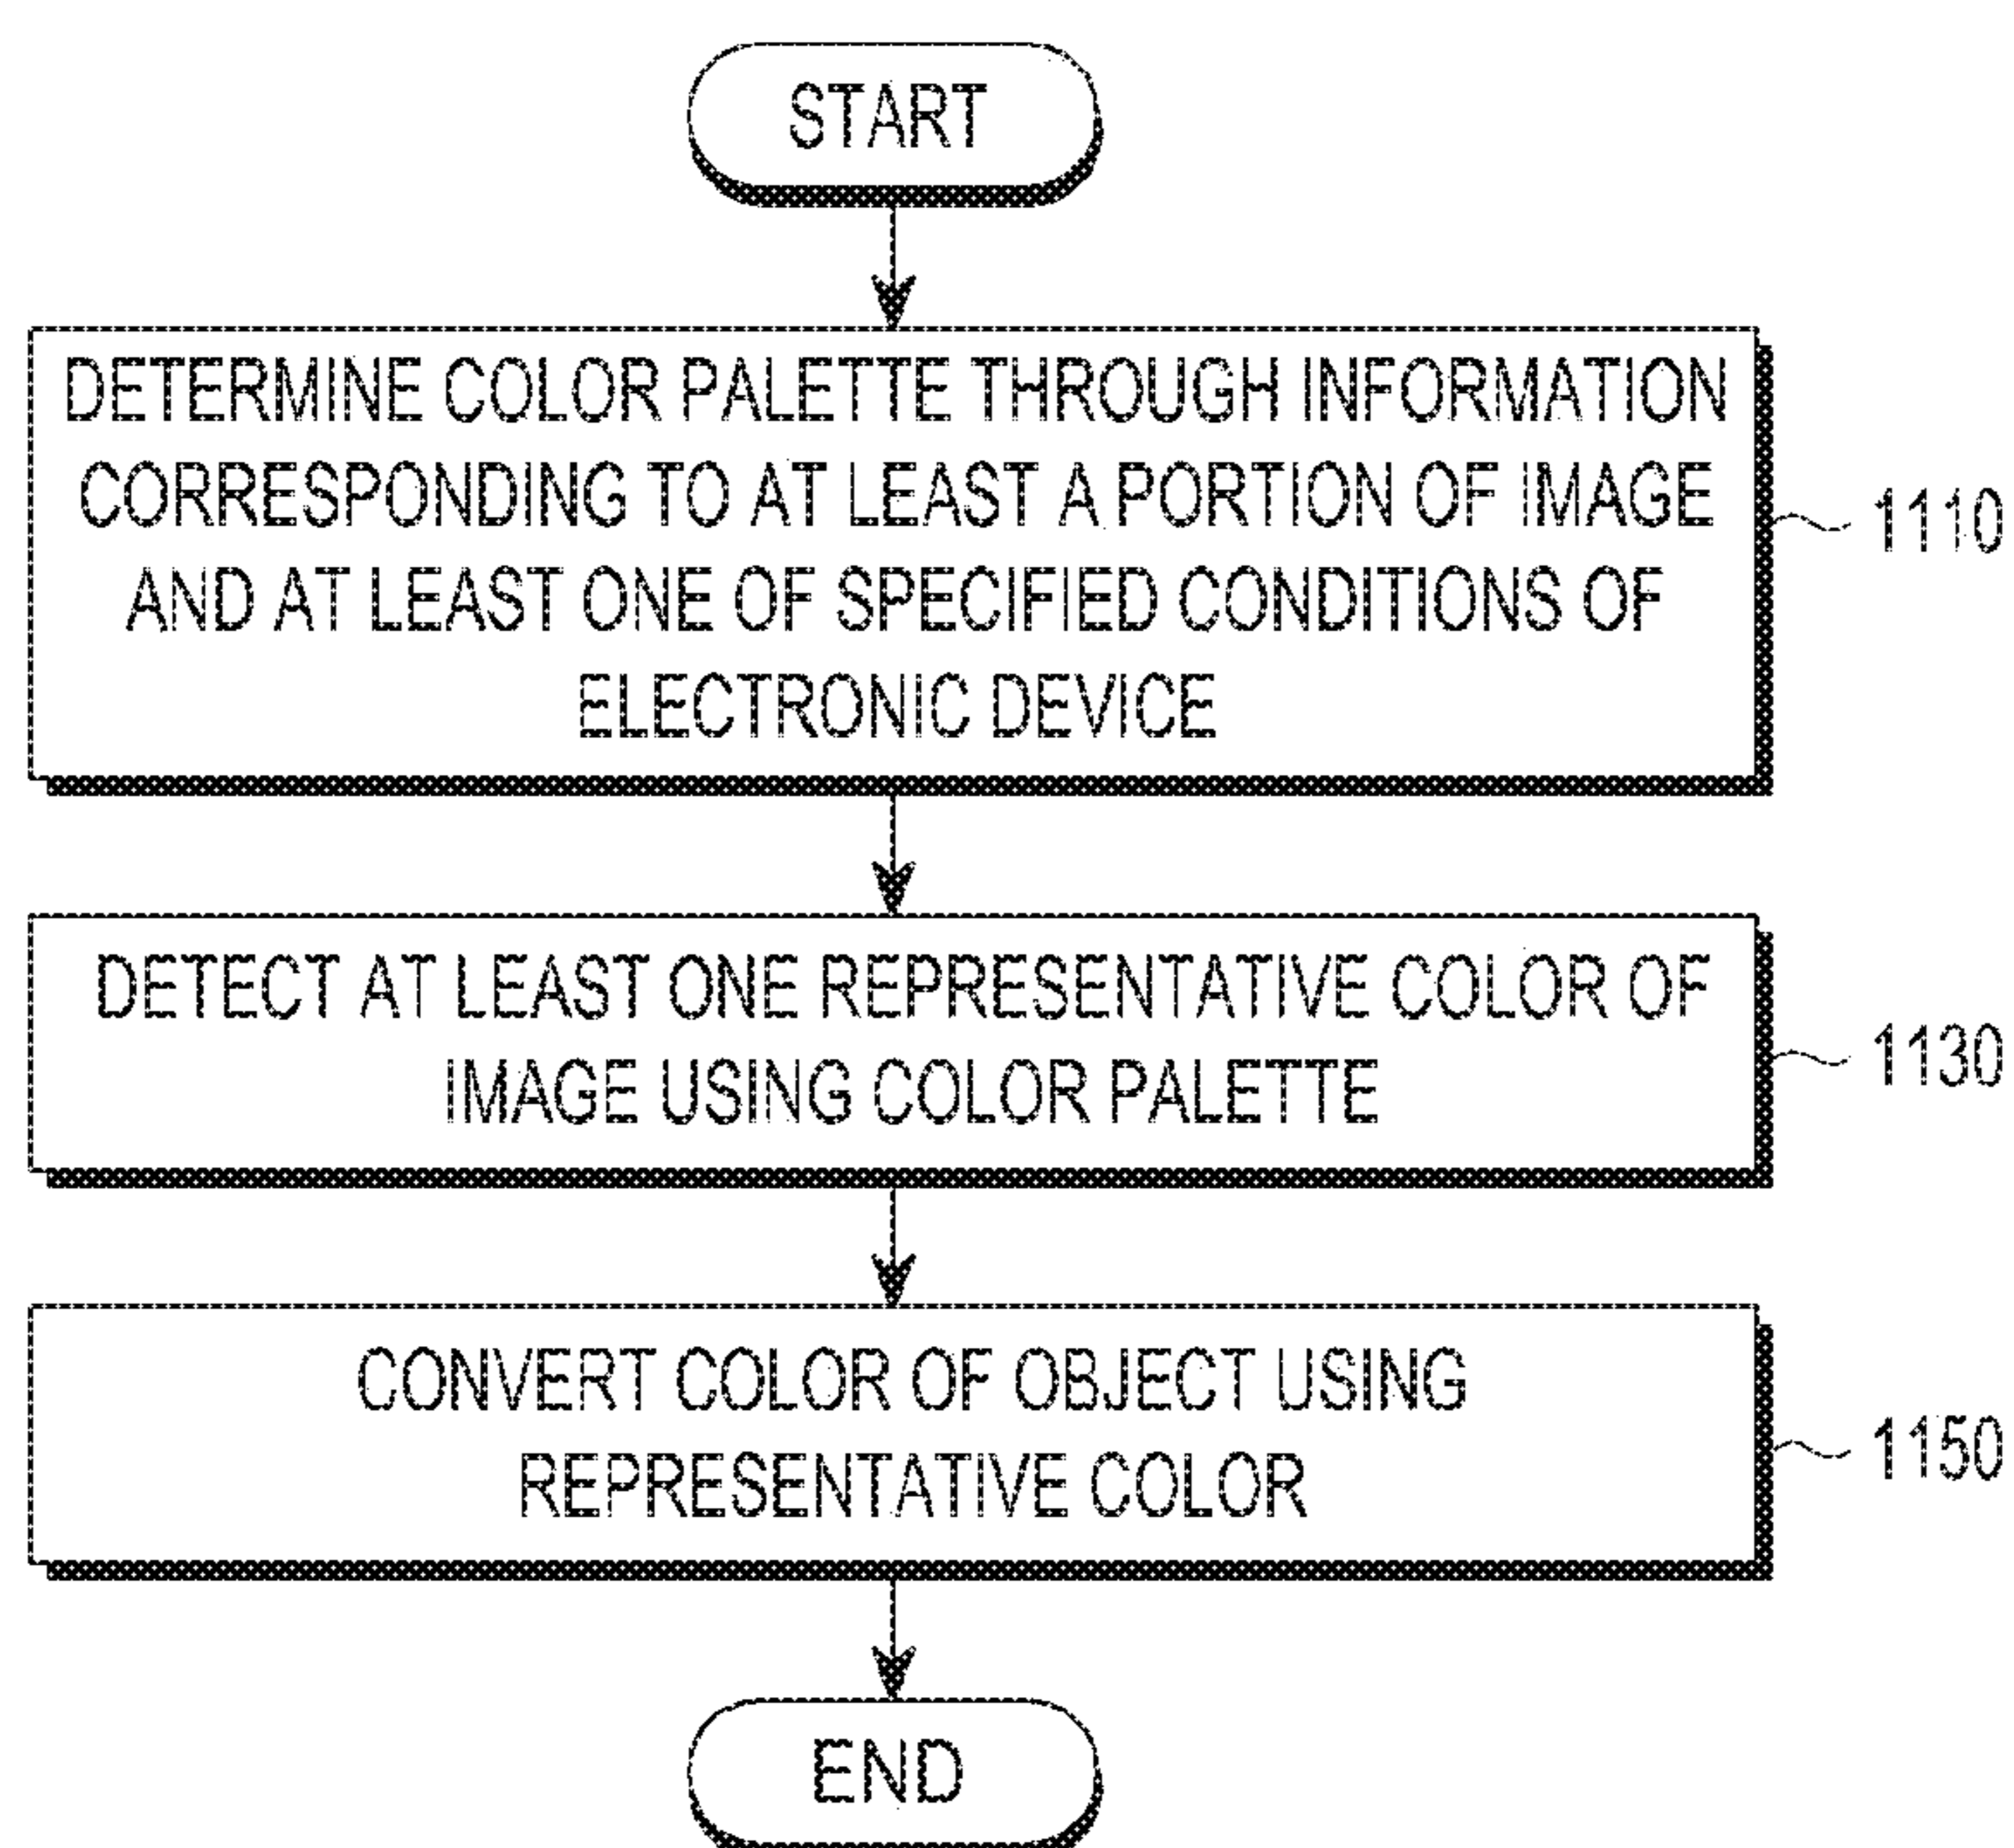 START
DETERMINE COLOR PALETTE THROUGH INFORMATION
CORRESPONDING TO AT LEAST A PORTION OF IMAGE
AND AT LEAST ONE OF SPECIFIED CONDITIONS OF
ELECTRONIC DEVICE
1110
DETECT AT LEAST ONE REPRESENTATIVE COLOR OF
IMAGE USING COLOR PALETTE
1130
CONVERT COLOR OF OBJECT USING
REPRESENTATIVE COLOR
1150
END